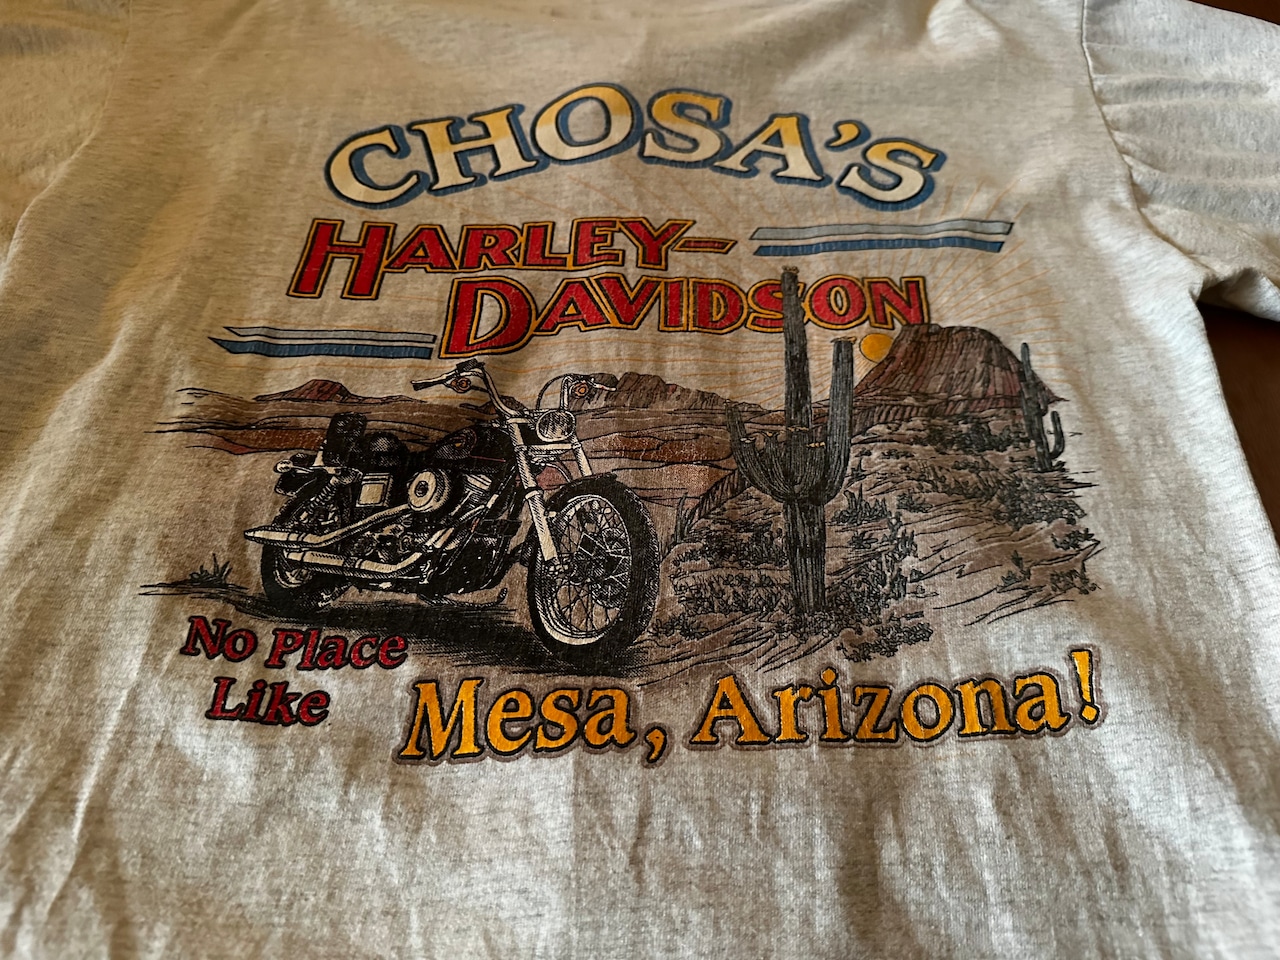 CHOSA'S
HARLEY-
DAVIDSON
No Place
Like
Mesa, Arizona!